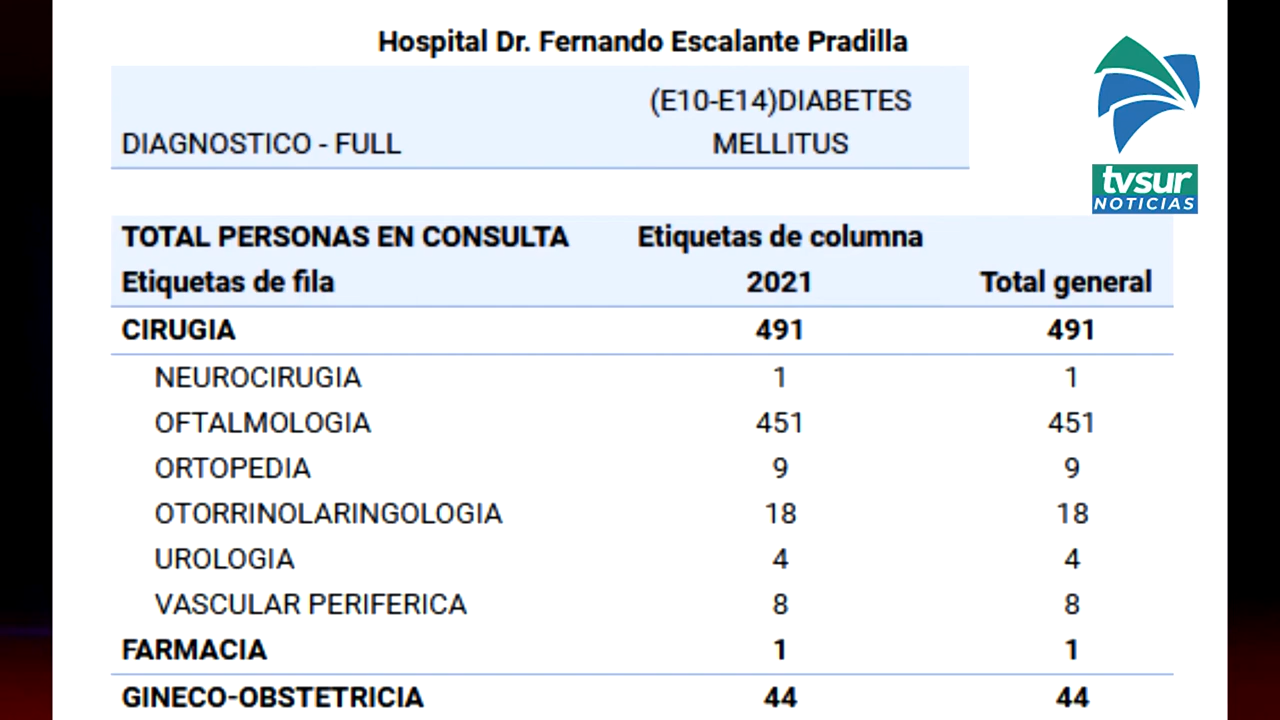 Hospital Dr. Fernando Escalante Pradilla
(E10-E14)DIABETES
DIAGNOSTICO - FULL MELLITUS
tvsur
NOTICIAS
TOTAL PERSONAS EN CONSULTA Etiquetas de columna
Etiquetas de fila 2021 Total general
CIRUGIA 491 491
NEUROCIRUGIA 1 1
OFTALMOLOGIA 451 451
ORTOPEDIA 9 9
OTORRINOLARINGOLOGIA 18 18
UROLOGIA 4 4
VASCULAR PERIFERICA 8 8
FARMACIA 1 1
GINECO-OBSTETRICIA 44 44